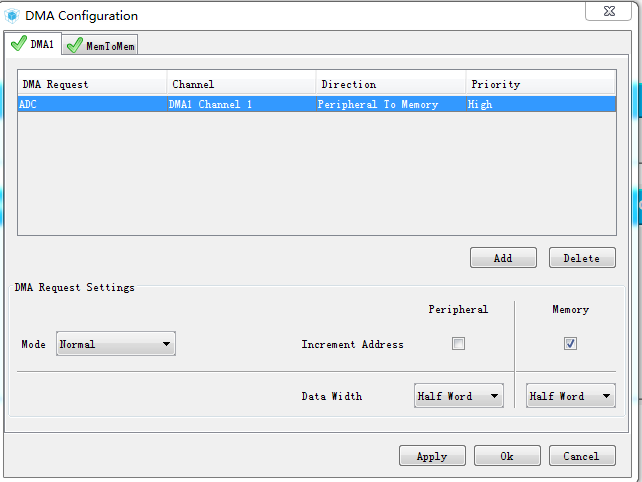 DMA Configuration
DMA1 MemToMem
DMA Request Channel Direction Priority
ADC DMA1 Channel 1 Peripheral To Memory High
Add Delete
DMA Request Settings
Peripheral Memory
Mode Normal Increment Address
Data Width Half Word Half Word
Apply Ok Cancel